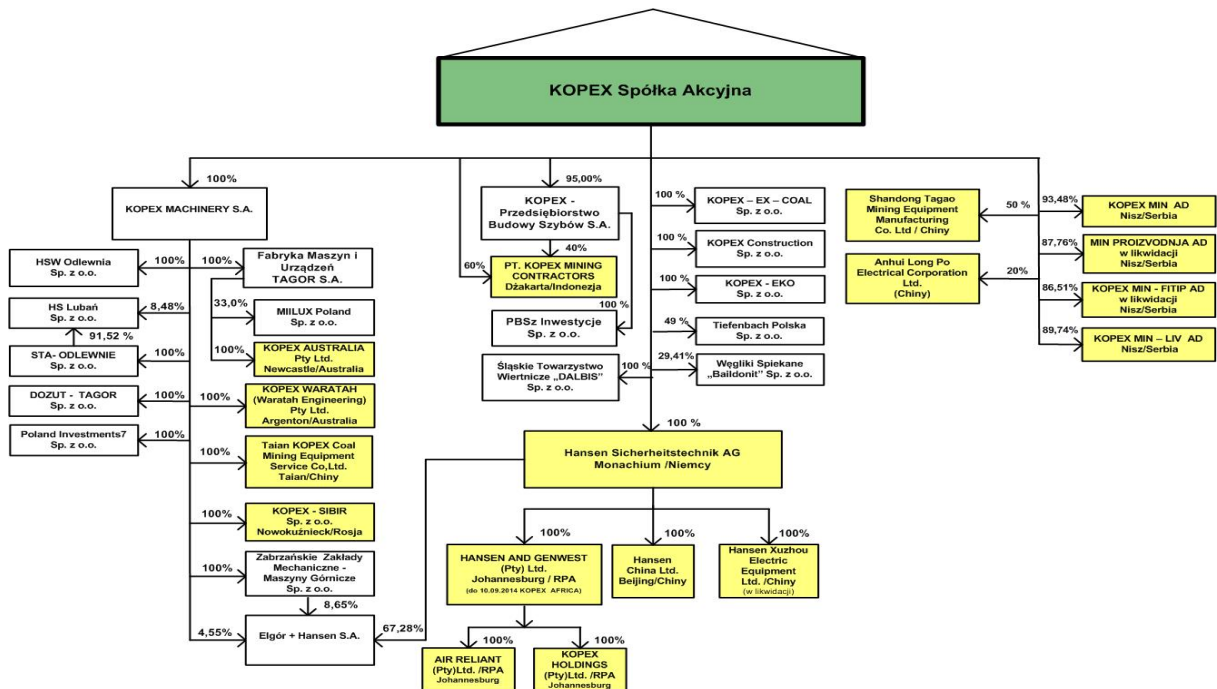 KOPEX Spółka Akcyjna
100%
KOPEX MACHINERY S.A.
HSW Odlewnia
Sp. z o.o.
100%
100%
Fabryka Maszyn i
Urządzeń
TAGOR S.A.
HS Lubań
Sp. z o.o.
8,48%
33,0%
MIILUX Poland
Sp. z o.o.
91,52 %
STA- ODLEWNIE
Sp. z o.o.
100%
100%
KOPEX AUSTRALIA
Pty Ltd.
Newcastle/Australia
DOZUT - TAGOR
Sp. z o.o.
100%
100%
KOPEX WARATAH
(Waratah Engineering)
Pty Ltd.
Argenton/Australia
Poland Investments7
Sp. z o.o.
100%
100%
Taian KOPEX Coal
Mining Equipment
Service Co,Ltd.
Taian/Chiny
100%
KOPEX - SIBIR
Sp. z o.o.
Nowokuźnieck/Rosja
100%
Zabrzańskie Zakłady
Mechaniczne -
Maszyny Górnicze
Sp. z o.o.
8,65%
4,55%
Elgór + Hansen S.A.
67,28%
95,00%
KOPEX -
Przedsiębiorstwo
Budowy Szybów S.A.
40%
60%
PT. KOPEX MINING
CONTRACTORS
Dżakarta/Indonezja
100 %
PBSz Inwestycje
Sp. z o.o.
Śląskie Towarzystwo
Wiertnicze „DALBIS”
Sp. z o.o.
100 %
100 %
KOPEX – EX – COAL
Sp. z o.o.
100 %
KOPEX Construction
Sp. z o.o.
100 %
KOPEX - EKO
Sp. z o.o.
49 %
Tiefenbach Polska
Sp. z o.o.
29,41%
Węgliki Spiekane
„Baildonit” Sp. z o.o.
Shandong Tagao
Mining Equipment
Manufacturing
Co. Ltd / Chiny
50 %
Anhui Long Po
Electrical Corporation
Ltd.
(Chiny)
20%
93,48%
KOPEX MIN AD
Nisz/Serbia
87,76%
MIN PROIZVODNJA AD
w likwidacji
Nisz/Serbia
86,51%
KOPEX MIN - FITIP AD
w likwidacji
Nisz/Serbia
89,74%
KOPEX MIN – LIV AD
Nisz/Serbia
100 %
Hansen Sicherheitstechnik AG
Monachium /Niemcy
100%
HANSEN AND GENWEST
(Pty) Ltd.
Johannesburg / RPA
(do 10.09.2014 KOPEX AFRICA)
100%
Hansen
China Ltd.
Beijing/Chiny
100%
Hansen Xuzhou
Electric
Equipment
Ltd. /Chiny
(w likwidacji)
100%
AIR RELIANT
(Pty)Ltd. /RPA
Johannesburg
100%
KOPEX
HOLDINGS
(Pty)Ltd. /RPA
Johannesburg